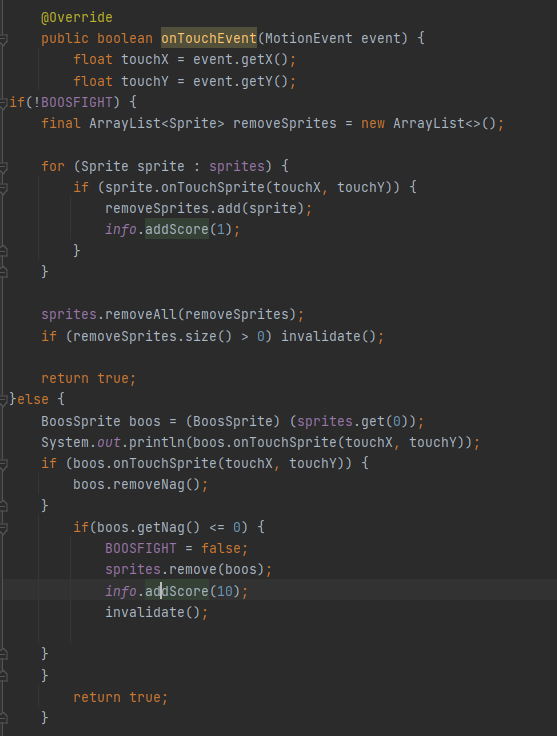 @Override
public boolean onTouchEvent(MotionEvent event) {
float touchX = event.getX();
float touchY = event.getY();
if(!BOOSFIGHT) {
final ArrayList<Sprite> removeSprites = new ArrayList<>();
for (Sprite sprite : sprites) {
if (sprite.onTouchSprite(touchX, touchY)) {
removeSprites.add(sprite);
info.addScore(1);
}
}
sprites.removeAll(removeSprites);
if (removeSprites.size() > 0) invalidate();
return true;
}else {
BoosSprite boos = (BoosSprite) (sprites.get(0));
System.out.println(boos.onTouchSprite(touchX, touchY));
if (boos.onTouchSprite(touchX, touchY)) {
boos.removeNag();
}
if(boos.getNag() <= 0) {
BOOSFIGHT = false;
sprites.remove(boos);
info.addScore(10);
invalidate();
}
}
return true;
}